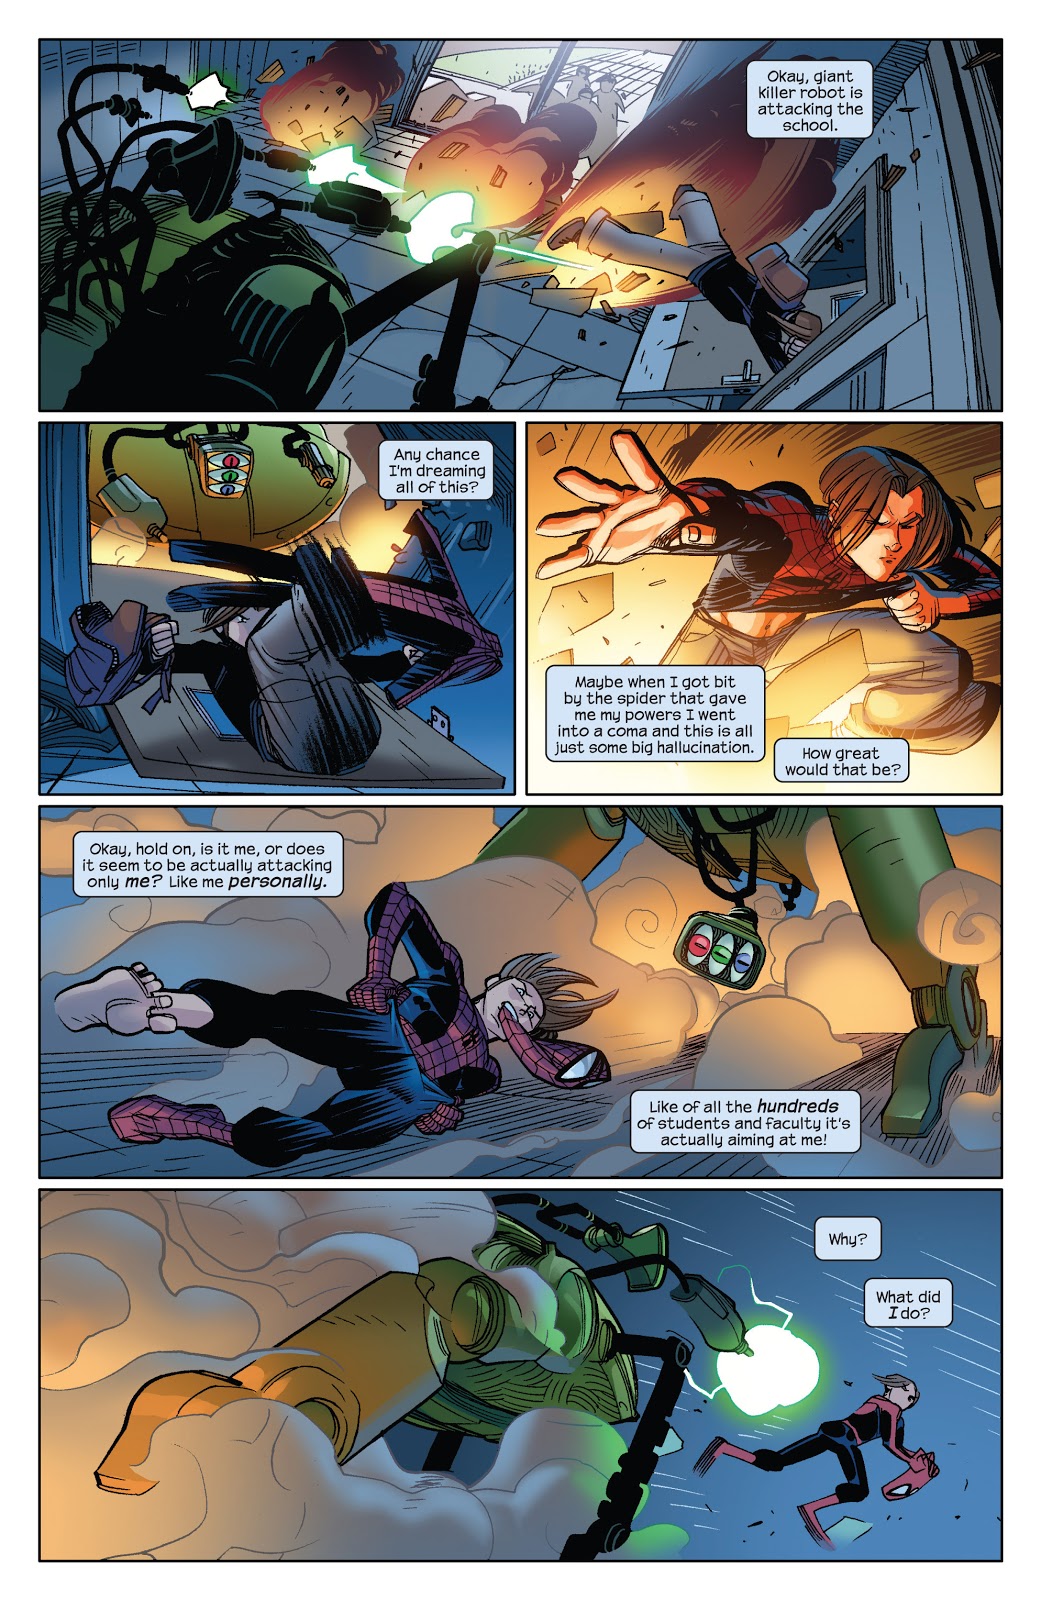 Okay, giant
killer robot is
attacking the
school.
Any chance
I'm dreaming
all of this?
Maybe when I got bit
by the spider that gave
me my powers I went
into a coma and this is all
just some big hallucination.
How great
would that be?
Okay, hold on, is it me, or does
it seem to be actually attacking
only me? Like me personally.
Like of all the hundreds
of students and faculty it's
actually aiming at me!
Why?
What did
I do?